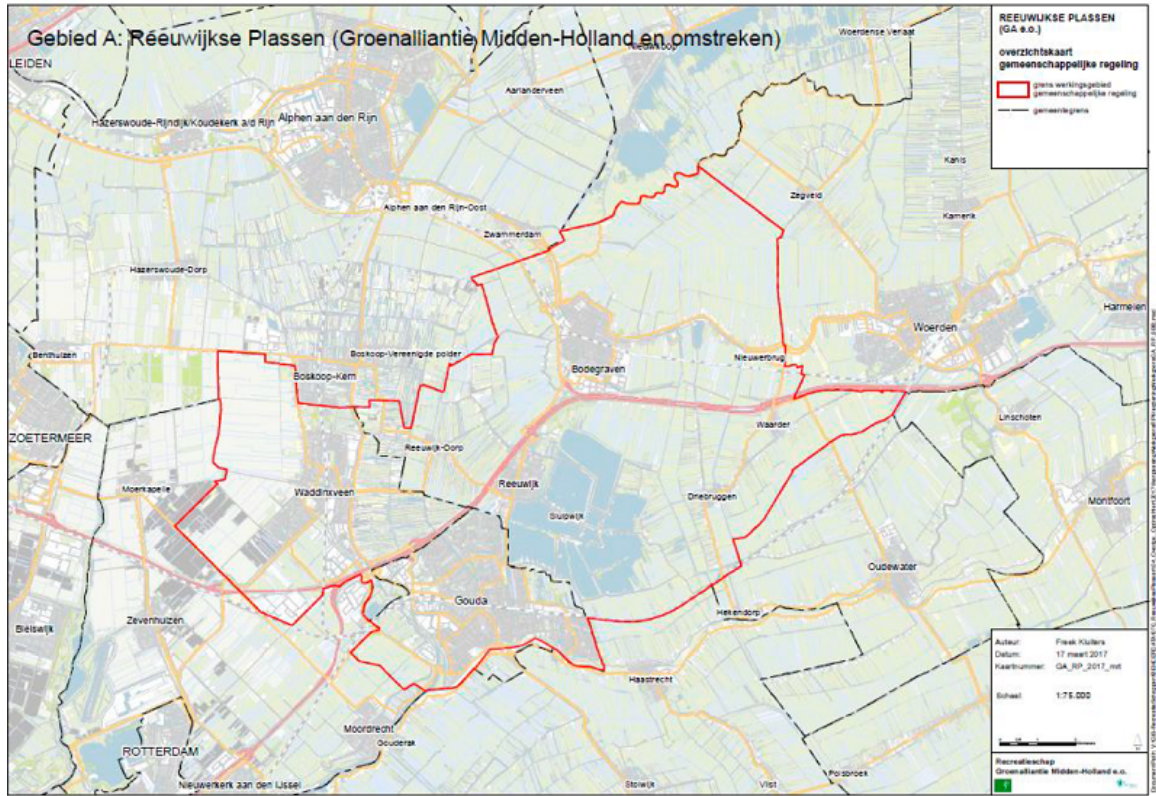 Gebied A: Reeuwijkse Plassen (Groenalliantie Midden-Holland en omstreken)
REEUWIJKSE PLASSEN
(GA e.o.)
overzichtskaart
gemeenschappelijke regeling
grens werkingsgebied
gemeenschappelijke regeling
gemeentegrens
LEIDEN
Nieuwkoop
Woerdense Verlaat
Aarlanderveen
Hazerswoude-Rijndijk/Koudekerk a/d Rijn
Alphen aan den Rijn
Kanis
Zegveld
Kamerik
Alphen aan den Rijn-Oost
Zwammerdam
Hazerswoude-Dorp
Harmelen
Woerden
Benthuizen
Boskoop-Vereenigde polder
Nieuwerbrug
Boskoop-Kern
Bodegraven
Linschoten
Waarder
ZOETERMEER
Reeuwijk-Dorp
Moerkapelle
Waddinxveen
Reeuwijk
Driebruggen
Montfoort
Sluipwijk
Oudewater
Gouda
Hekendorp
Zevenhuizen
Bleiswijk
Haastrecht
Moordrecht
Gouderak
ROTTERDAM
Nieuwerkerk aan den IJssel
Stolwijk
Vlist
Polsbroek
Auteur: Freek Kluiters
Datum: 17 maart 2017
Kaartnummer: GA_RP_2017_mrt
Schaal: 1:75.000
Recreatieschap
Groenalliantie Midden-Holland e.o.